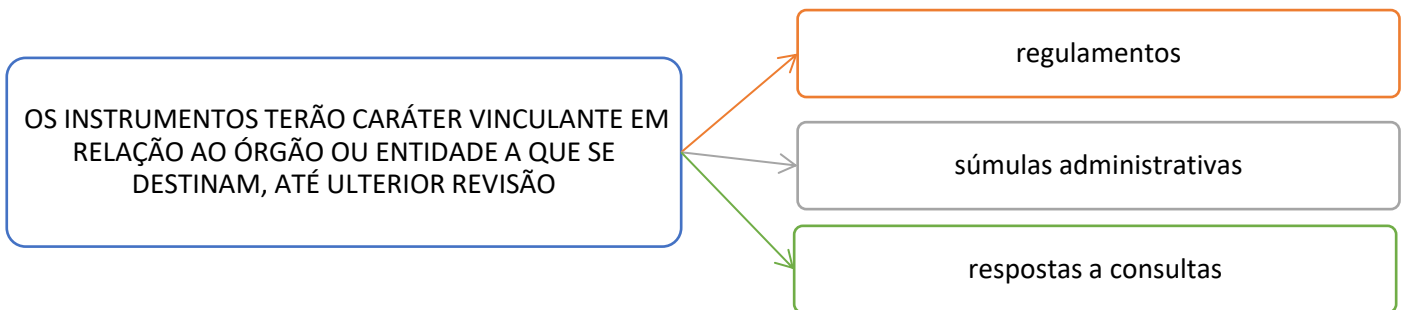 OS INSTRUMENTOS TERÃO CARÁTER VINCULANTE EM
RELAÇÃO AO ÓRGÃO OU ENTIDADE A QUE SE
DESTINAM, ATÉ ULTERIOR REVISÃO
regulamentos
súmulas administrativas
respostas a consultas